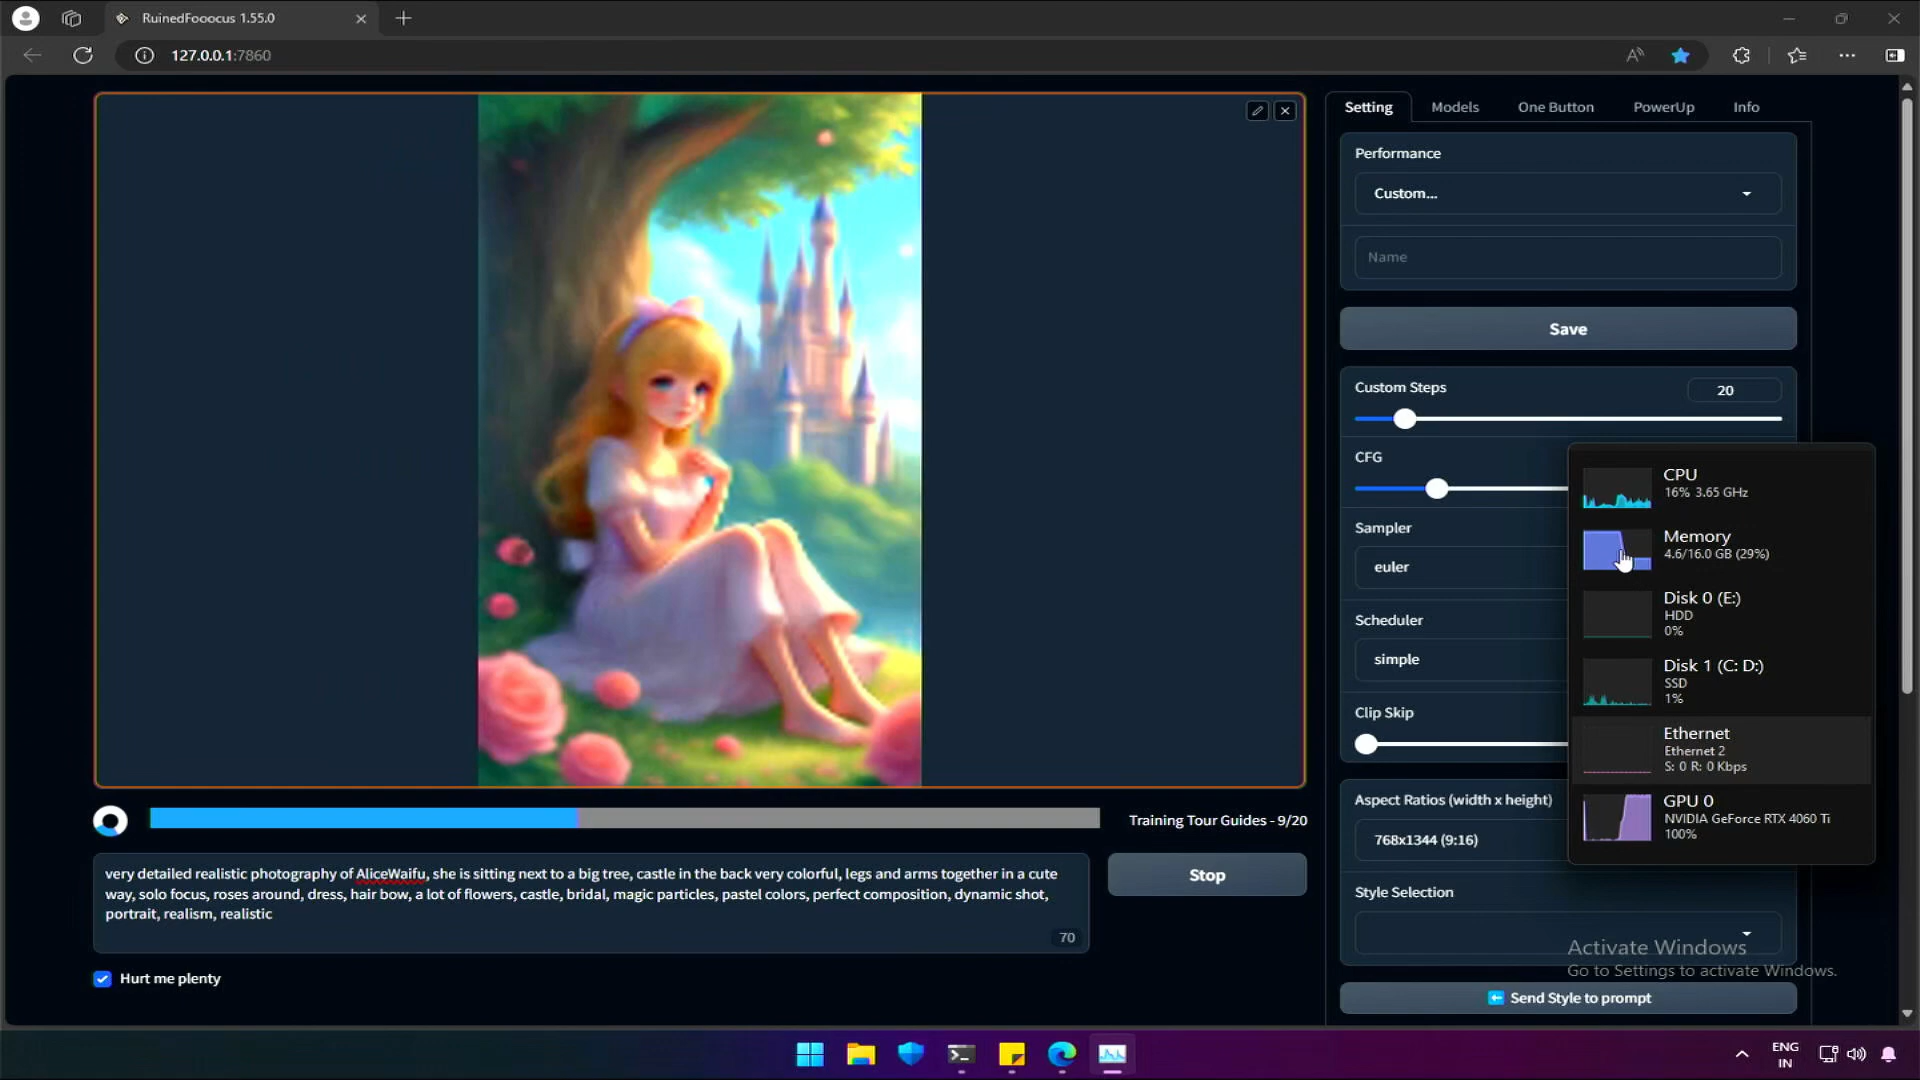 RuinedFooocus 1.55.0
127.0.0.1:7860
Setting
Models
One Button
PowerUp
Info
Performance
Custom...
Name
Save
Custom Steps
20
CFG
Sampler
euler
Scheduler
simple
Clip Skip
Aspect Ratios (width x height)
768x1344 (9:16)
Style Selection
Send Style to prompt
CPU
16% 3.65 GHz
Memory
4.6/16.0 GB (29%)
Disk 0 (E:)
HDD
0%
Disk 1 (C: D:)
SSD
1%
Ethernet
Ethernet 2
S: 0 R: 0 Kbps
GPU 0
NVIDIA GeForce RTX 4060 Ti
100%
Activate Windows
Go to Settings to activate Windows.
Training Tour Guides - 9/20
very detailed realistic photography of AliceWaifu, she is sitting next to a big tree, castle in the back very colorful, legs and arms together in a cute
way, solo focus, roses around, dress, hair bow, a lot of flowers, castle, bridal, magic particles, pastel colors, perfect composition, dynamic shot,
portrait, realism, realistic
70
Stop
Hurt me plenty
ENG
IN